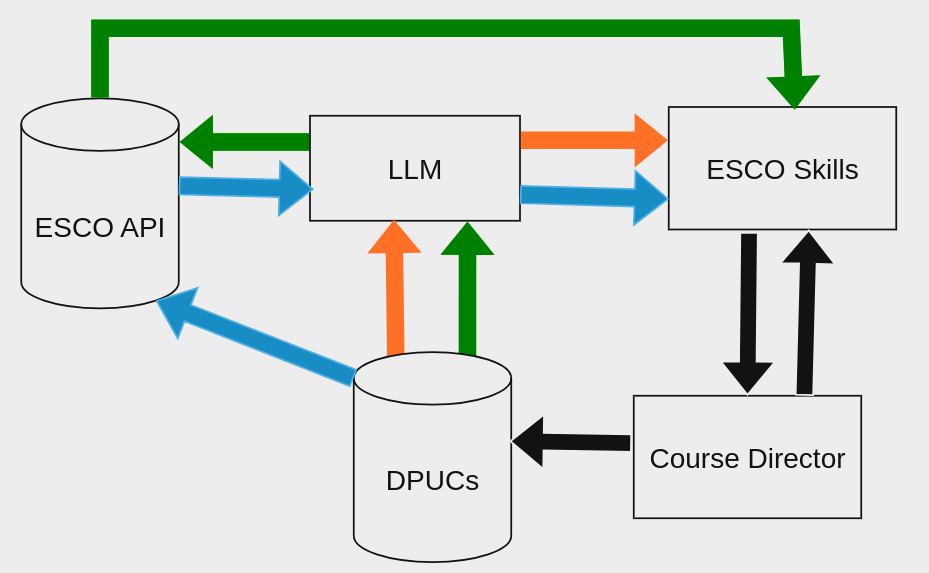 LLM
ESCO Skills
ESCO API
Course Director
DPUCs